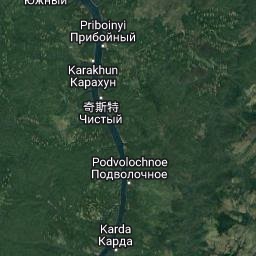 Южный
Priboinyi
Прибойный
Karakhun
Карахун
奇斯特
Чистый
Podvolochnoe
Подволочное
Karda
Карда